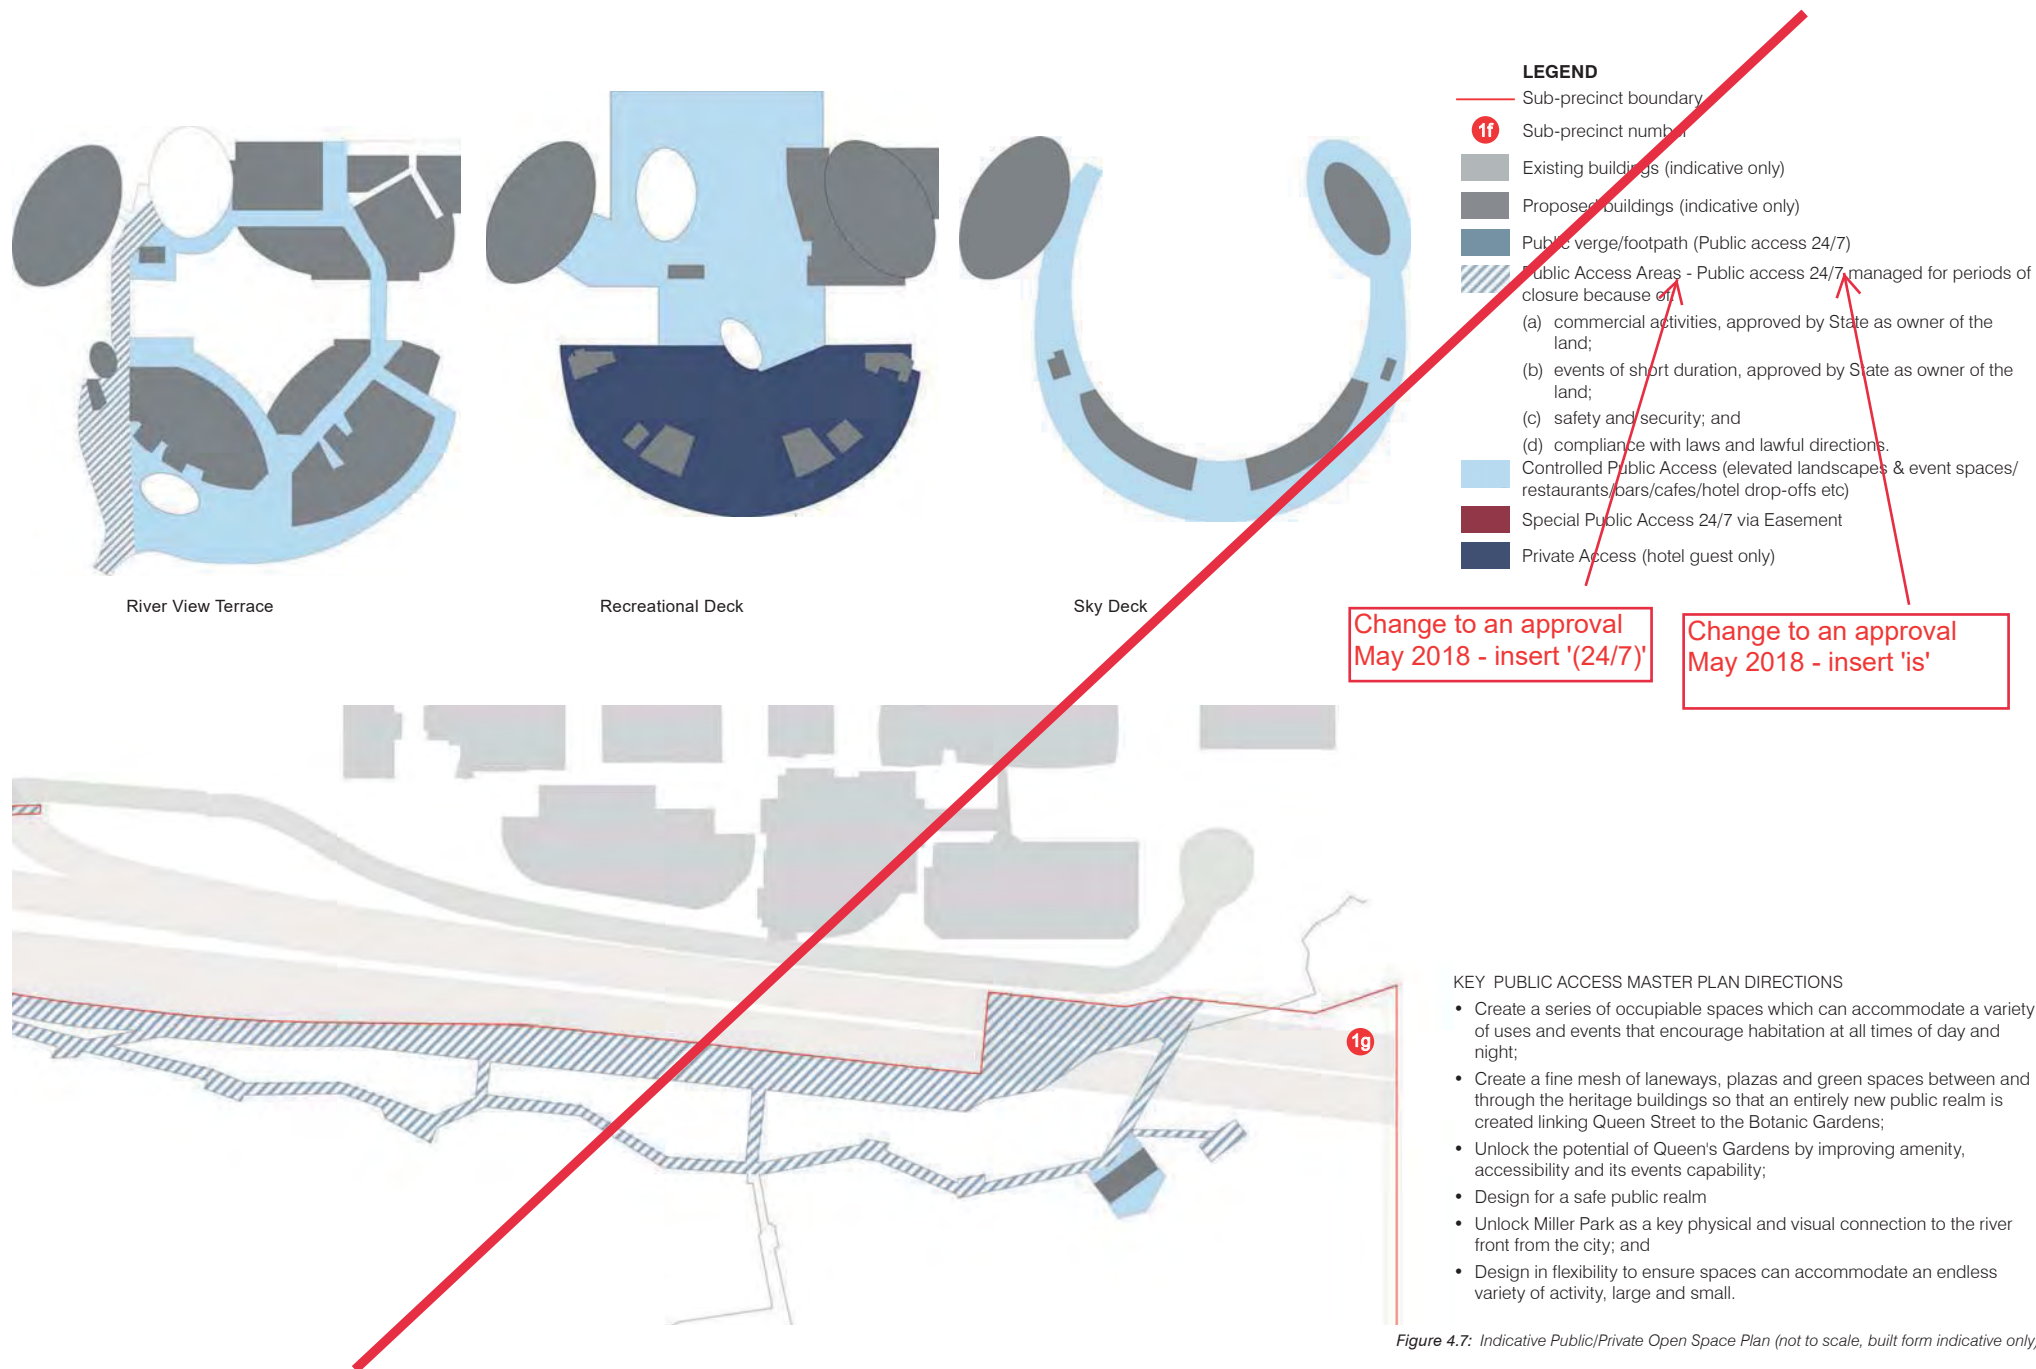 LEGEND
Sub-precinct boundary
1f
Sub-precinct number
Existing buildings (indicative only)
Proposed buildings (indicative only)
Public verge/footpath (Public access 24/7)
Public Access Areas - Public access 24/7 managed for periods of
closure because of:
(a) commercial activities, approved by State as owner of the
land;
(b) events of short duration, approved by State as owner of the
land;
(c) safety and security; and
(d) compliance with laws and lawful directions.
Controlled Public Access (elevated landscapes & event spaces/
restaurants/bars/cafes/hotel drop-offs etc)
Special Public Access 24/7 via Easement
Private Access (hotel guest only)
River View Terrace
Recreational Deck
Sky Deck
Change to an approval
May 2018 - insert '(24/7)'
Change to an approval
May 2018 - insert 'is'
1g
KEY PUBLIC ACCESS MASTER PLAN DIRECTIONS
• Create a series of occupiable spaces which can accommodate a variety
of uses and events that encourage habitation at all times of day and
night;
• Create a fine mesh of laneways, plazas and green spaces between and
through the heritage buildings so that an entirely new public realm is
created linking Queen Street to the Botanic Gardens;
• Unlock the potential of Queen's Gardens by improving amenity,
accessibility and its events capability;
• Design for a safe public realm
• Unlock Miller Park as a key physical and visual connection to the river
front from the city; and
• Design in flexibility to ensure spaces can accommodate an endless
variety of activity, large and small.
Figure 4.7: Indicative Public/Private Open Space Plan (not to scale, built form indicative only)